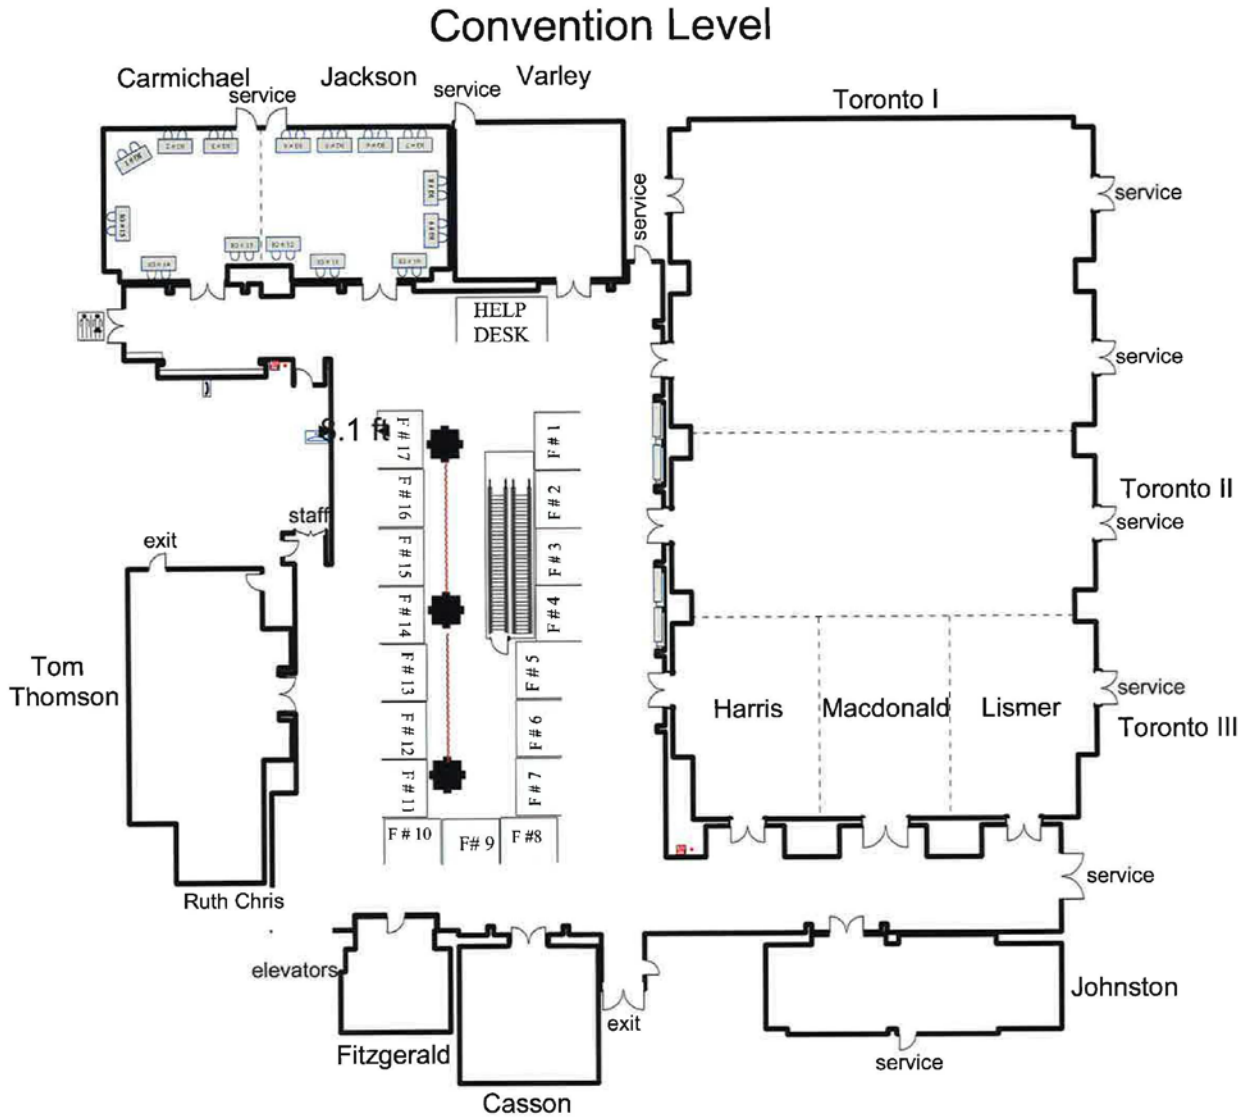 Convention Level
Carmichael
Jackson
Varley
Toronto I
service
service
service
service
HELP
DESK
service
8.1 ft
F# 17
F # 16
F # 15
F # 14
F # 13
F # 12
F # 11
F # 10
F# 9
F #8
F# 1
F# 2
F# 3
F#4
F# 5
F# 6
F# 7
staff
exit
Toronto II
service
Tom
Thomson
Harris
Macdonald
Lismer
service
Toronto III
Ruth Chris
service
elevators
Fitzgerald
Casson
exit
Johnston
service